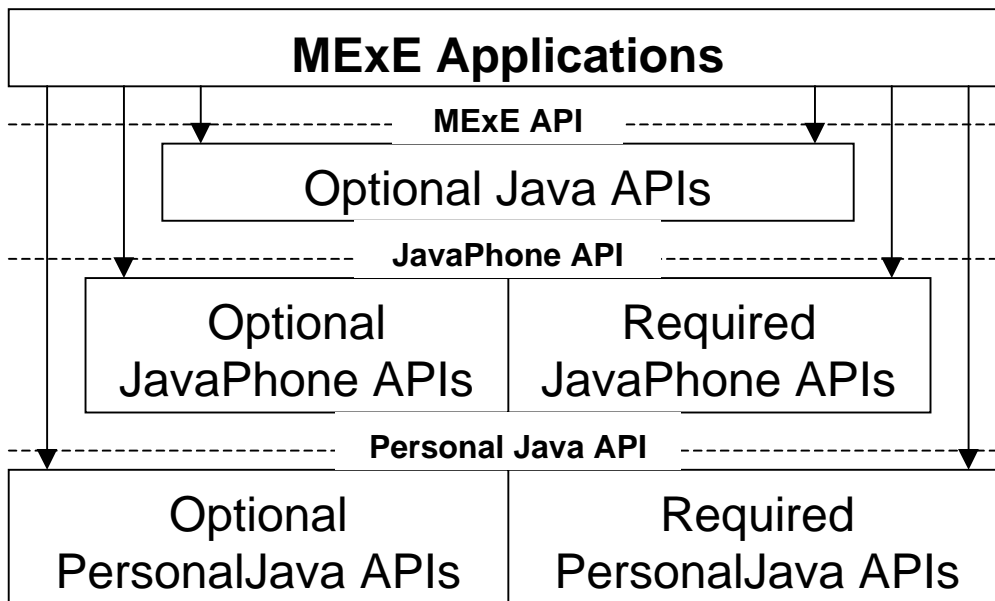 MExE Applications
MExE API
Optional Java APIs
JavaPhone API
Optional
JavaPhone APIs
Required
JavaPhone APIs
Personal Java API
Optional
PersonalJava APIs
Required
PersonalJava APIs